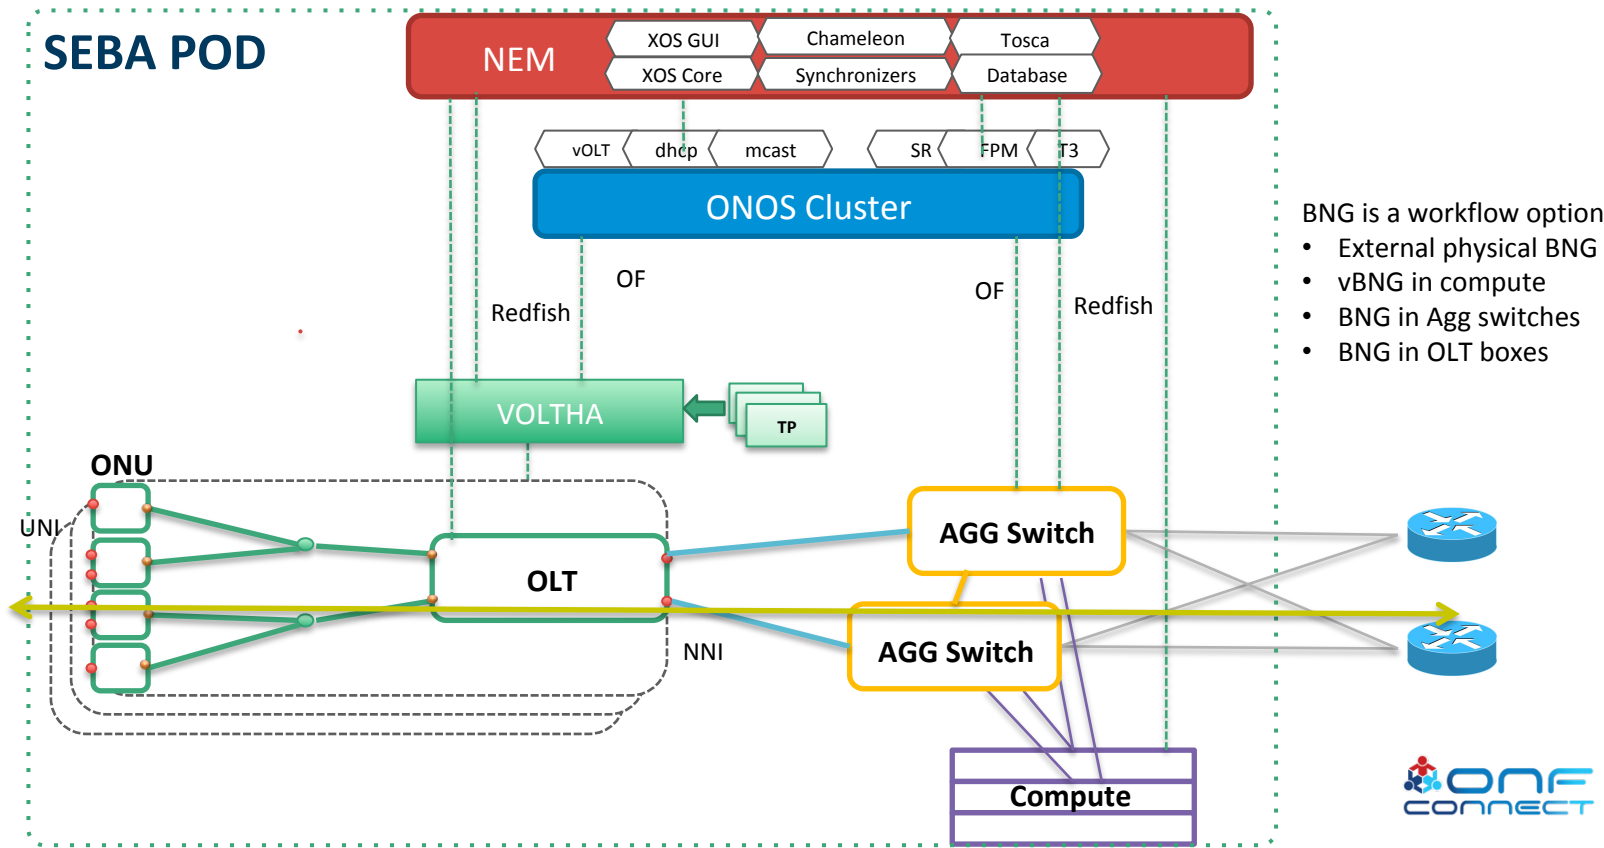 SEBA POD
NEM
XOS GUI
Chameleon
Tosca
XOS Core
Synchronizers
Database
vOLT
dhcp
mcast
SR
FPM
T3
ONOS Cluster
BNG is a workflow option
• External physical BNG
• vBNG in compute
• BNG in Agg switches
• BNG in OLT boxes
OF
OF
Redfish
Redfish
VOLTHA
TP
ONU
UNI
OLT
AGG Switch
NNI
AGG Switch
Compute
ONF
CONNECT